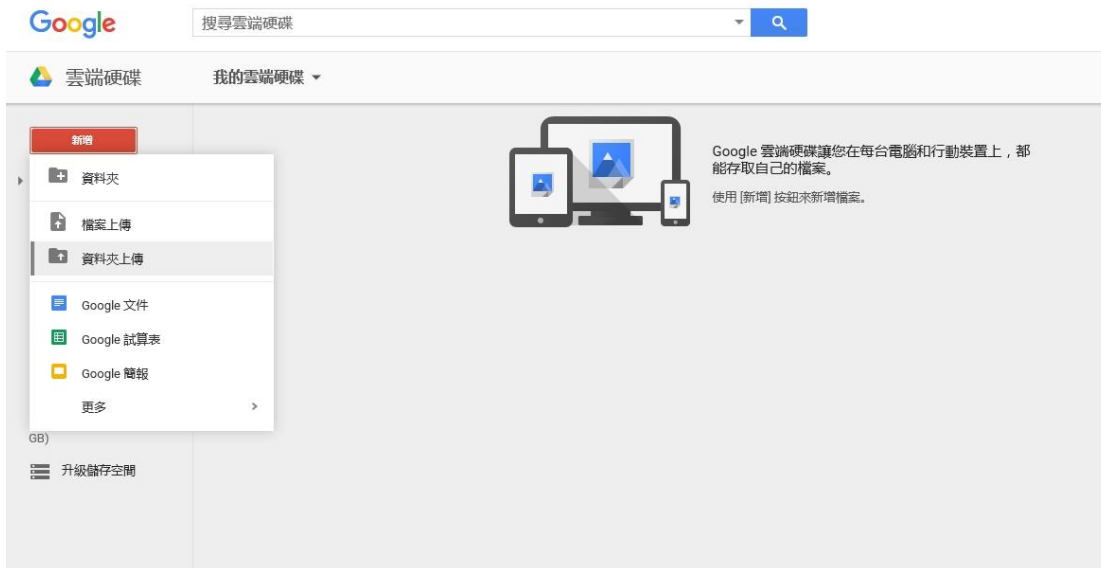 Google
搜尋雲端硬碟
雲端硬碟
我的雲端硬碟
新增
資料夾
檔案上傳
資料夾上傳
Google 文件
Google 試算表
Google 簡報
更多
GB)
升級儲存空間
Google 雲端硬碟讓您在每台電腦和行動裝置上，都
能存取自己的檔案。
使用 [新增] 按鈕來新增檔案。